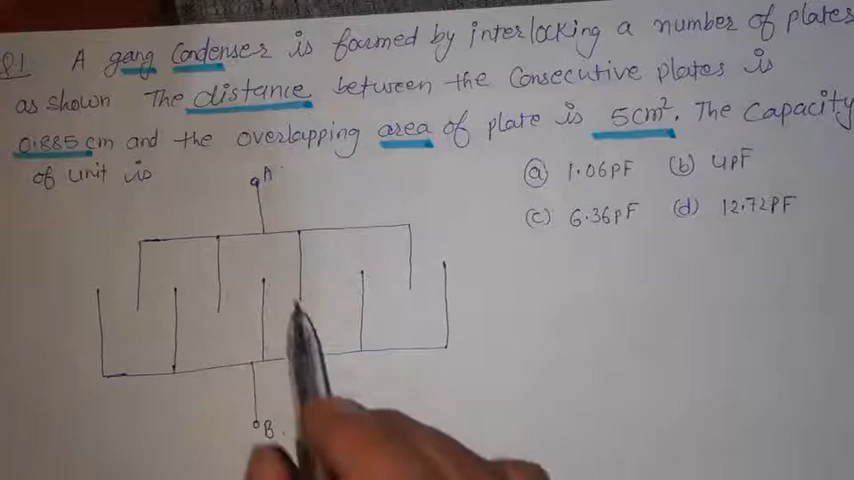 Q1 A gang Condenser is formed by interlocking a number of plates
as shown The distance between the Consecutive plates is
0.885 cm and the overlapping area of plate is 5cm². The Capacity
of unit is
(a) 1.06PF (b) 4PF
(c) 6.36PF (d) 12.72PF
A
B